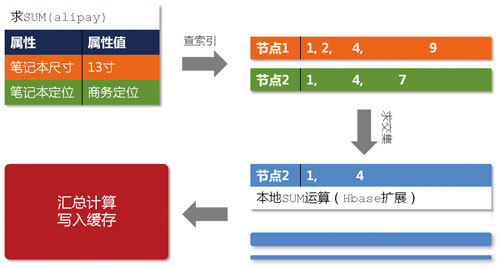 求SUM(alipay)
属性 属性值
笔记本尺寸 13寸
笔记本定位 商务定位
查索引
节点1 1, 2, 4, 9
节点2 1, 4, 7
求交集
节点2 1, 4
本地SUM运算（Hbase扩展）
汇总计算
写入缓存